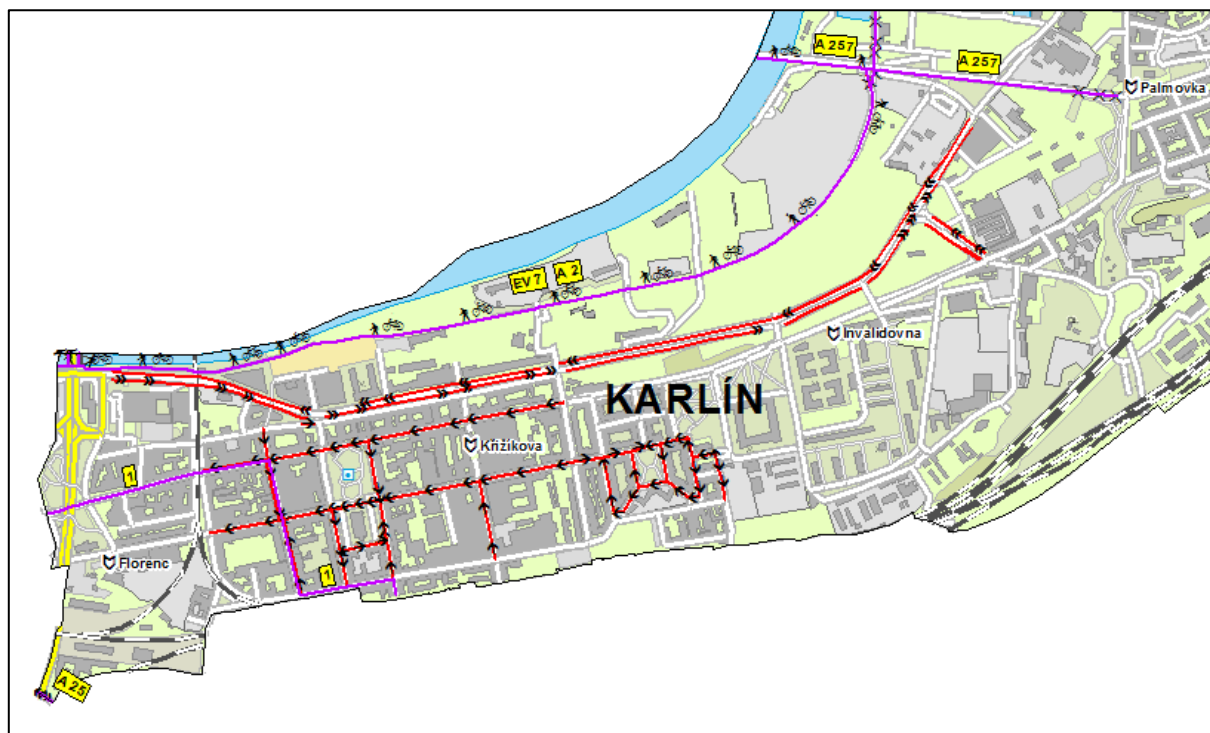 A 257
A 257
Palmovka
EV 7
A 2
Invalidovna
KARLÍN
Křižíkova
1
Florenc
1
A 25